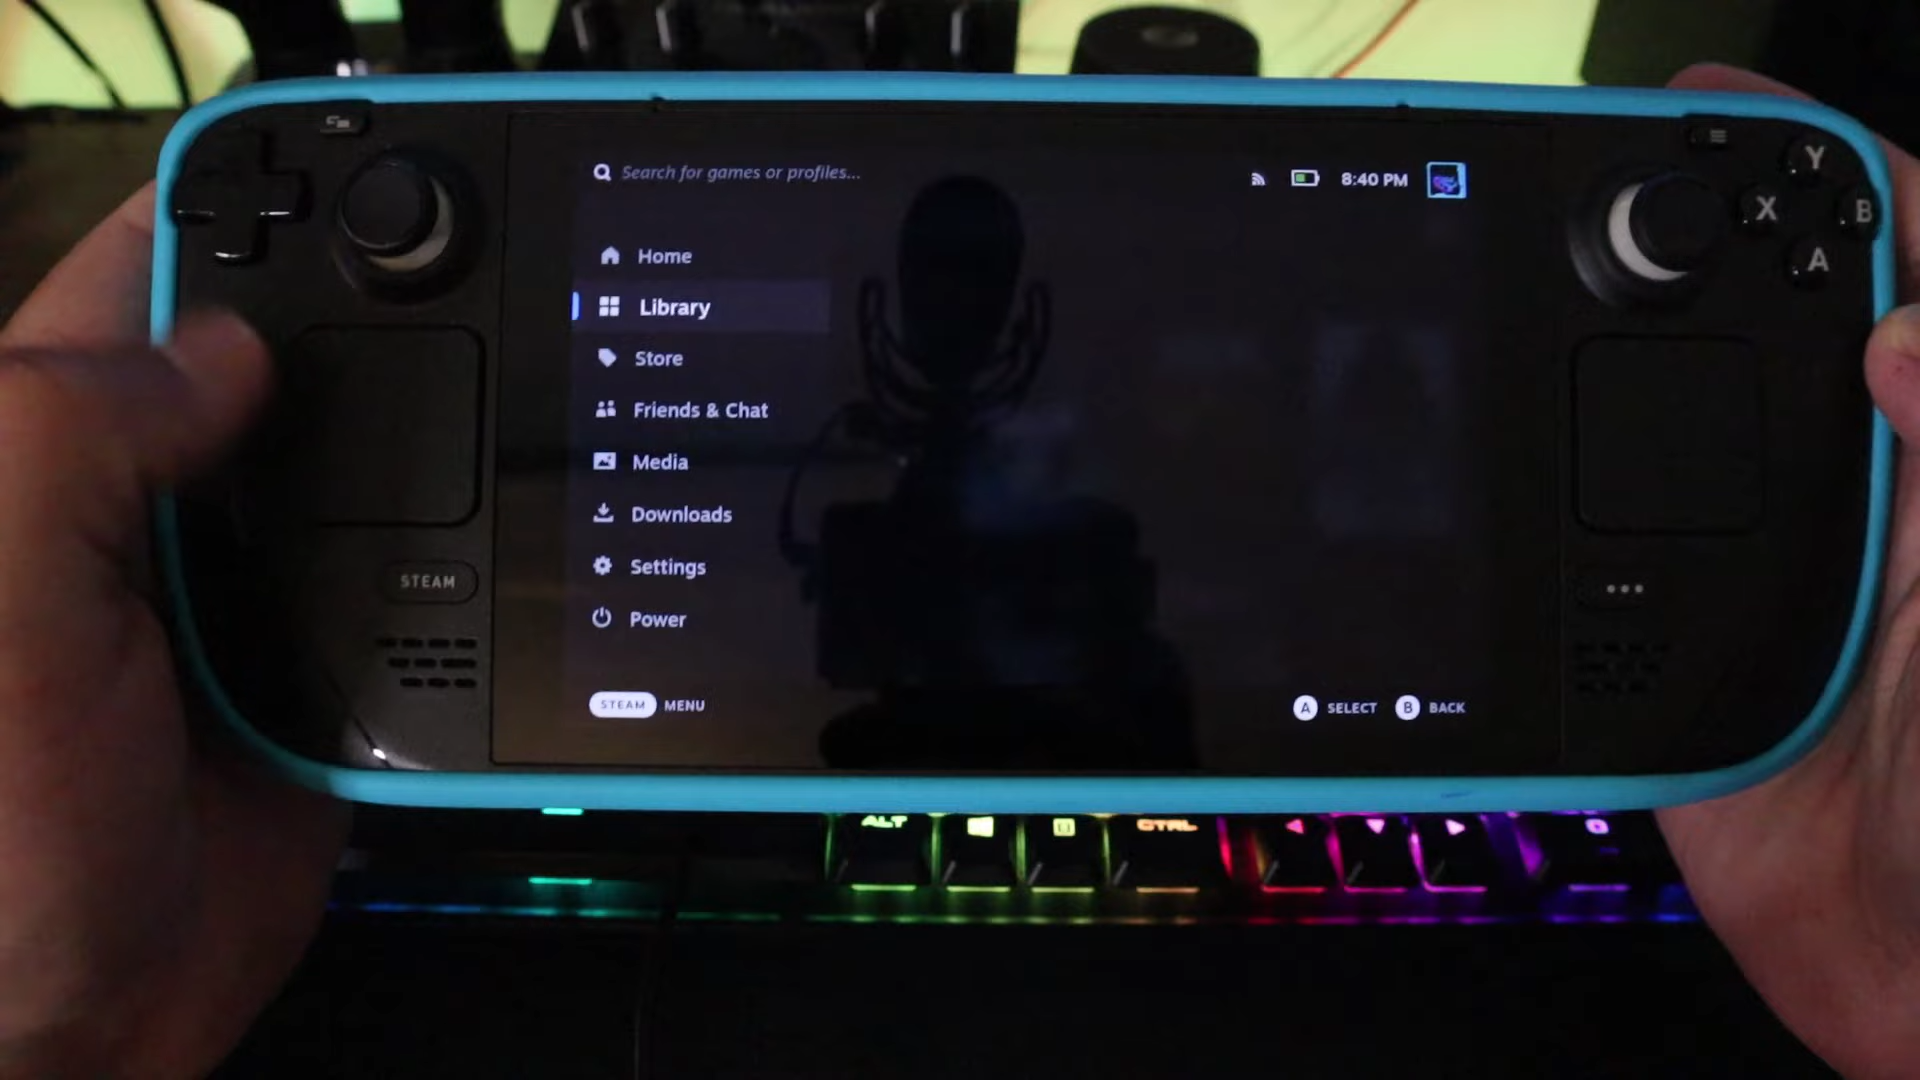 Search for games or profiles...
8:40 PM
Home
Library
Store
Friends & Chat
Media
Downloads
Settings
Power
STEAM MENU
A SELECT B BACK
STEAM
Y
X
B
A
ALT
CTRL